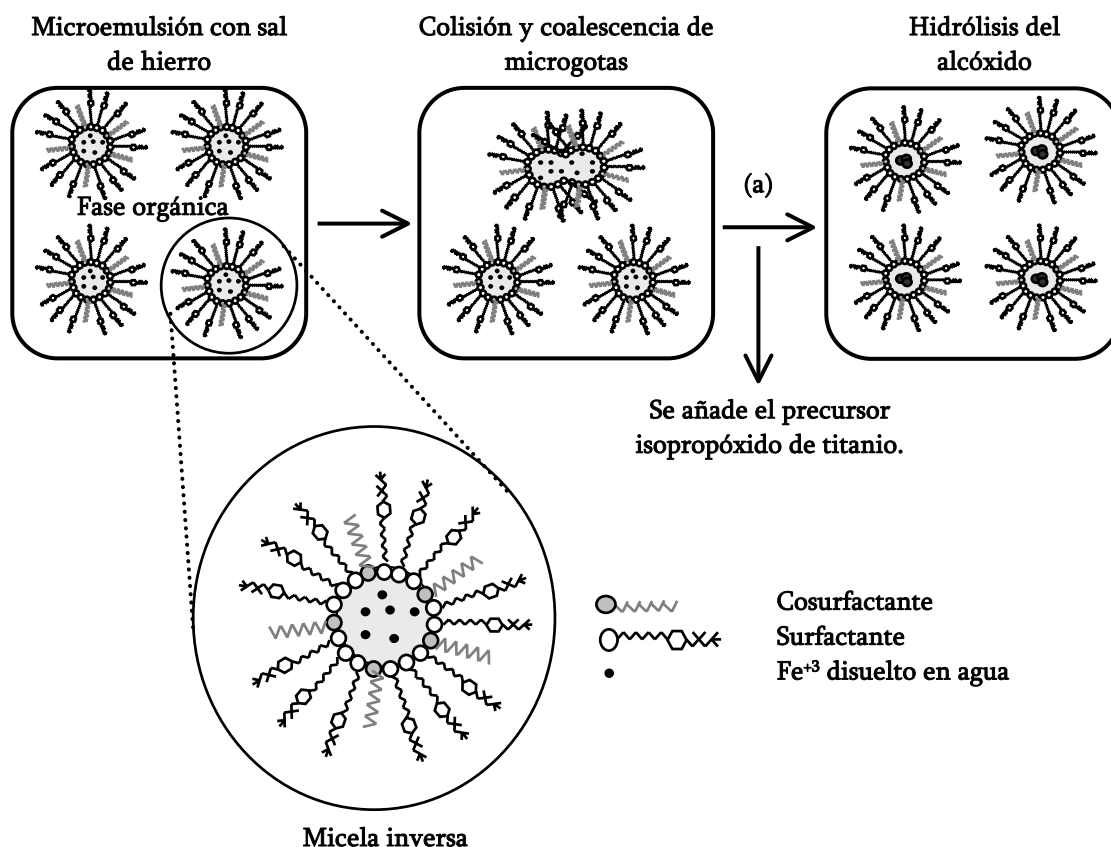 Microemulsión con sal
de hierro
Colisión y coalescencia de
microgotas
Hidrólisis del
alcóxido
Fase orgánica
(a)
Se añade el precursor
isopropóxido de titanio.
Cosurfactante
Surfactante
Fe⁺³ disuelto en agua
Micela inversa